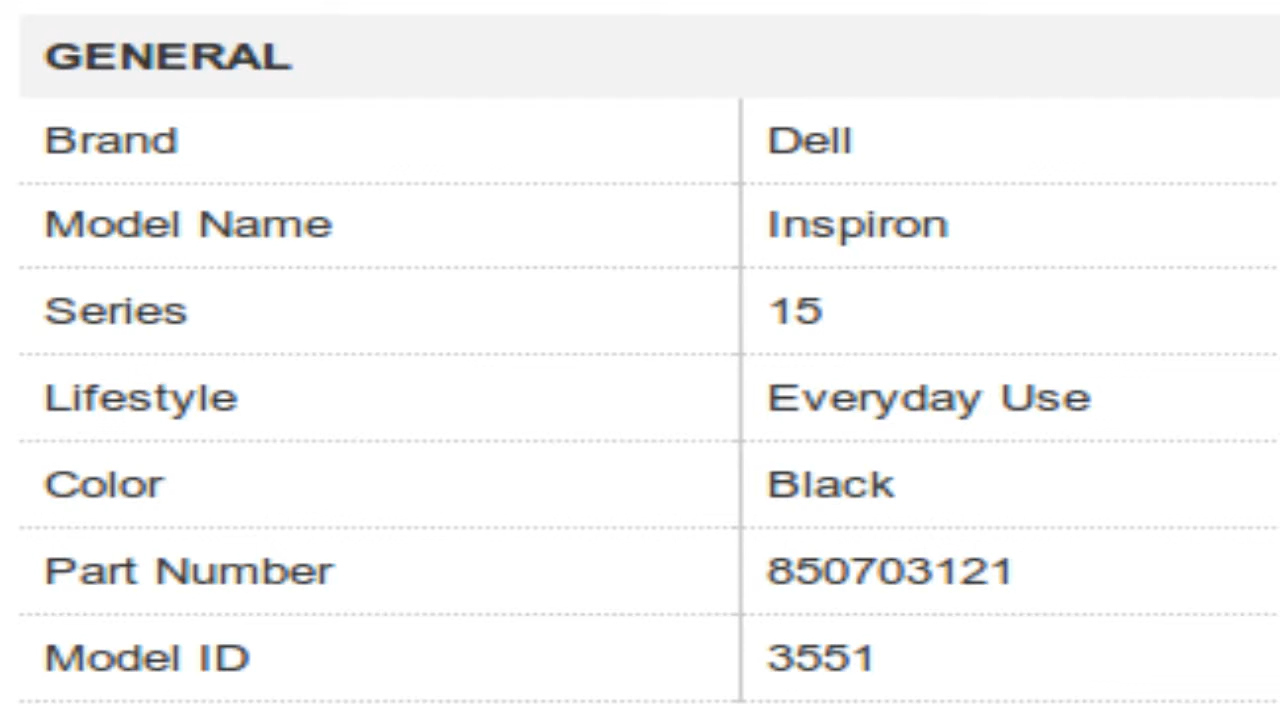 GENERAL
Brand Dell
Model Name Inspiron
Series 15
Lifestyle Everyday Use
Color Black
Part Number 850703121
Model ID 3551